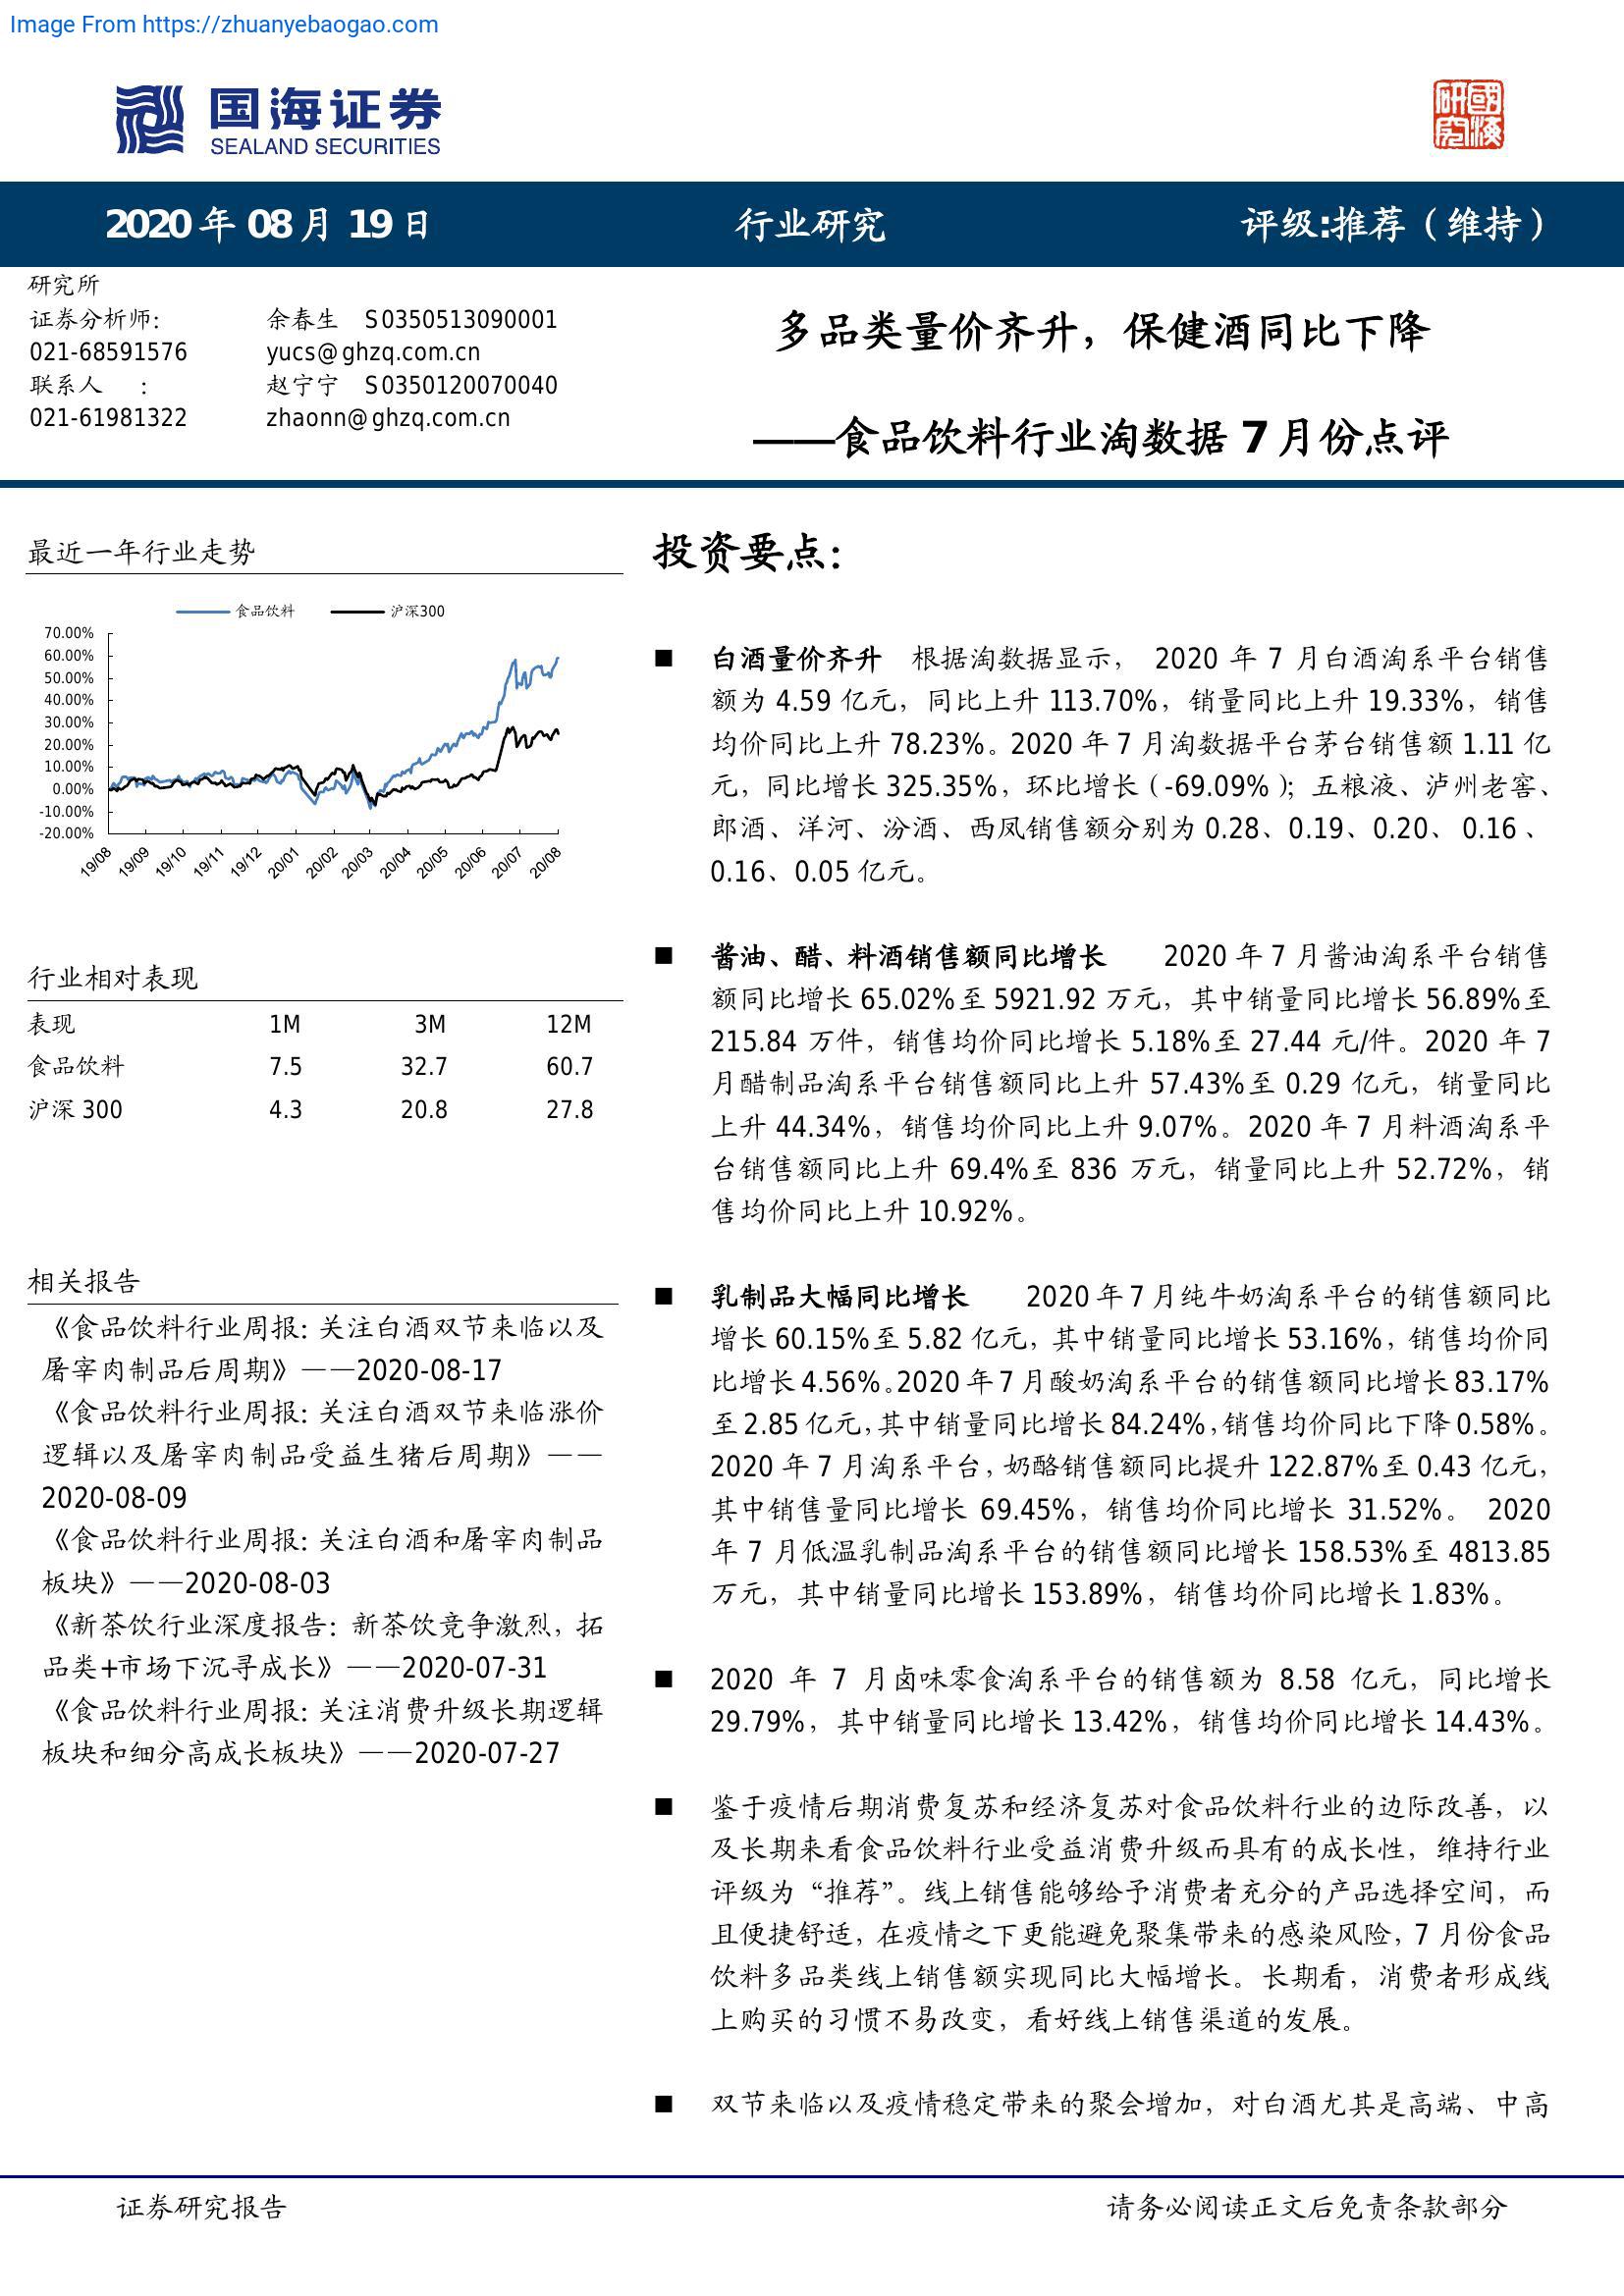 Image From https://zhuanyebaogao.com
国海证券
SEALAND SECURITIES
研國
究海
2020 年 08 月 19 日
行业研究
评级:推荐（维持）
研究所
证券分析师: 余春生 S0350513090001
021-68591576 yucs@ghzq.com.cn
联系人 : 赵宁宁 S0350120070040
021-61981322 zhaonn@ghzq.com.cn
多品类量价齐升，保健酒同比下降
——食品饮料行业淘数据 7 月份点评
最近一年行业走势
食品饮料 沪深300
70.00%
60.00%
50.00%
40.00%
30.00%
20.00%
10.00%
0.00%
-10.00%
-20.00%
19/08 19/09 19/10 19/11 19/12 20/01 20/02 20/03 20/04 20/05 20/06 20/07 20/08
行业相对表现
表现 1M 3M 12M
食品饮料 7.5 32.7 60.7
沪深 300 4.3 20.8 27.8
相关报告
《食品饮料行业周报: 关注白酒双节来临以及
屠宰肉制品后周期》——2020-08-17
《食品饮料行业周报: 关注白酒双节来临涨价
逻辑以及屠宰肉制品受益生猪后周期》——
2020-08-09
《食品饮料行业周报: 关注白酒和屠宰肉制品
板块》——2020-08-03
《新茶饮行业深度报告: 新茶饮竞争激烈, 拓
品类+市场下沉寻成长》——2020-07-31
《食品饮料行业周报: 关注消费升级长期逻辑
板块和细分高成长板块》——2020-07-27
投资要点:
■ 白酒量价齐升 根据淘数据显示， 2020 年 7 月白酒淘系平台销售
额为 4.59 亿元，同比上升 113.70%，销量同比上升 19.33%，销售
均价同比上升 78.23%。2020 年 7 月淘数据平台茅台销售额 1.11 亿
元，同比增长 325.35%，环比增长（-69.09%）；五粮液、泸州老窖、
郎酒、洋河、汾酒、西凤销售额分别为 0.28、0.19、0.20、 0.16 、
0.16、0.05 亿元。
■ 酱油、醋、料酒销售额同比增长 2020 年 7 月酱油淘系平台销售
额同比增长 65.02%至 5921.92 万元，其中销量同比增长 56.89%至
215.84 万件，销售均价同比增长 5.18%至 27.44 元/件。2020 年 7
月醋制品淘系平台销售额同比上升 57.43%至 0.29 亿元，销量同比
上升 44.34%，销售均价同比上升 9.07%。2020 年 7 月料酒淘系平
台销售额同比上升 69.4%至 836 万元，销量同比上升 52.72%，销
售均价同比上升 10.92%。
■ 乳制品大幅同比增长 2020 年 7 月纯牛奶淘系平台的销售额同比
增长 60.15%至 5.82 亿元，其中销量同比增长 53.16%，销售均价同
比增长 4.56%。2020 年 7 月酸奶淘系平台的销售额同比增长 83.17%
至 2.85 亿元，其中销量同比增长 84.24%，销售均价同比下降 0.58%。
2020 年 7 月淘系平台，奶酪销售额同比提升 122.87%至 0.43 亿元，
其中销售量同比增长 69.45%，销售均价同比增长 31.52%。 2020
年 7 月低温乳制品淘系平台的销售额同比增长 158.53%至 4813.85
万元，其中销量同比增长 153.89%，销售均价同比增长 1.83%。
■ 2020 年 7 月卤味零食淘系平台的销售额为 8.58 亿元，同比增长
29.79%，其中销量同比增长 13.42%，销售均价同比增长 14.43%。
■ 鉴于疫情后期消费复苏和经济复苏对食品饮料行业的边际改善，以
及长期来看食品饮料行业受益消费升级而具有的成长性，维持行业
评级为“推荐”。线上销售能够给予消费者充分的产品选择空间，而
且便捷舒适，在疫情之下更能避免聚集带来的感染风险，7 月份食品
饮料多品类线上销售额实现同比大幅增长。长期看，消费者形成线
上购买的习惯不易改变，看好线上销售渠道的发展。
■ 双节来临以及疫情稳定带来的聚会增加，对白酒尤其是高端、中高
证券研究报告
请务必阅读正文后免责条款部分